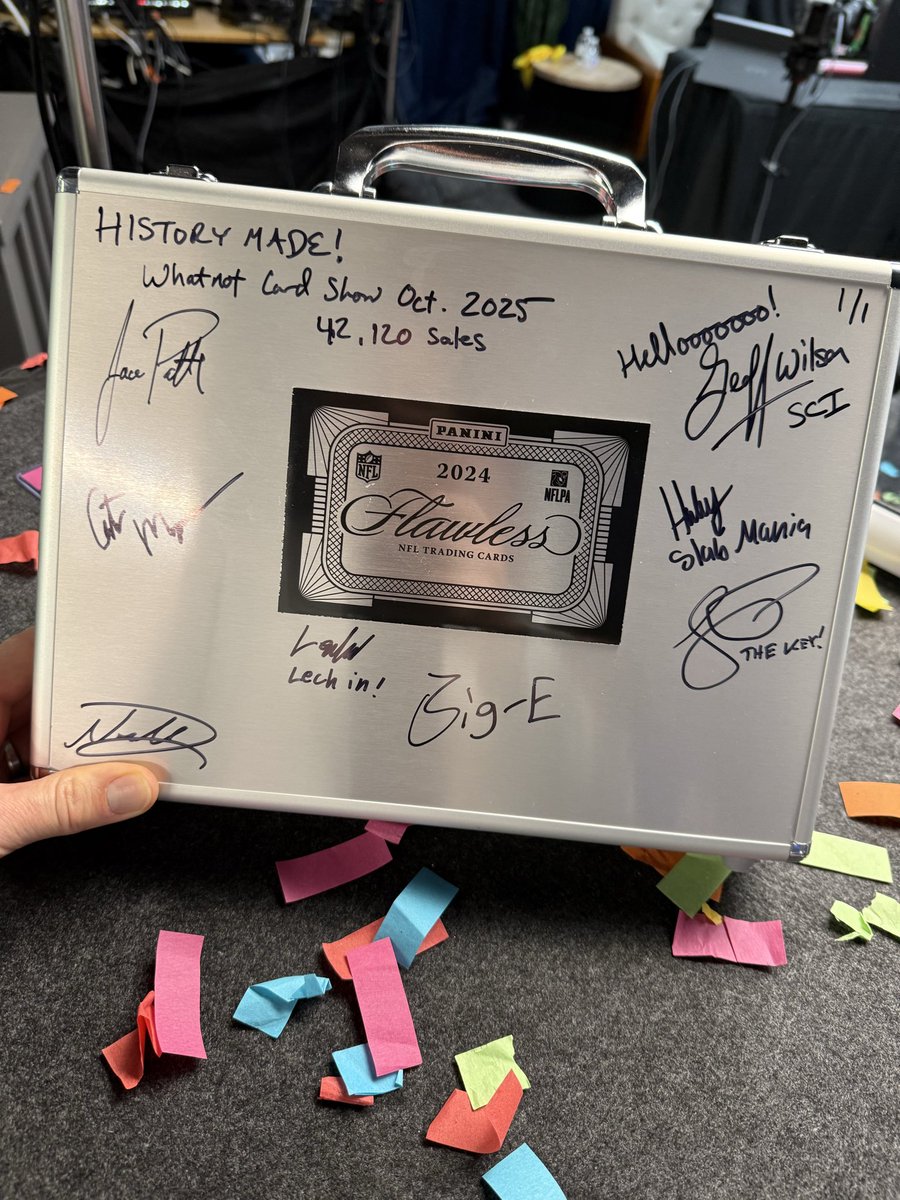 HISTORY MADE!
Whatnot Card Show Oct. 2025
42,120 Sales
1/1
Hellooooooo!
Geoff Wilson
SCI
PANINI
NFL
2024
NFLPA
Flawless
NFL TRADING CARDS
Slab Mania
THE KEY!
Lech in!
Big-E